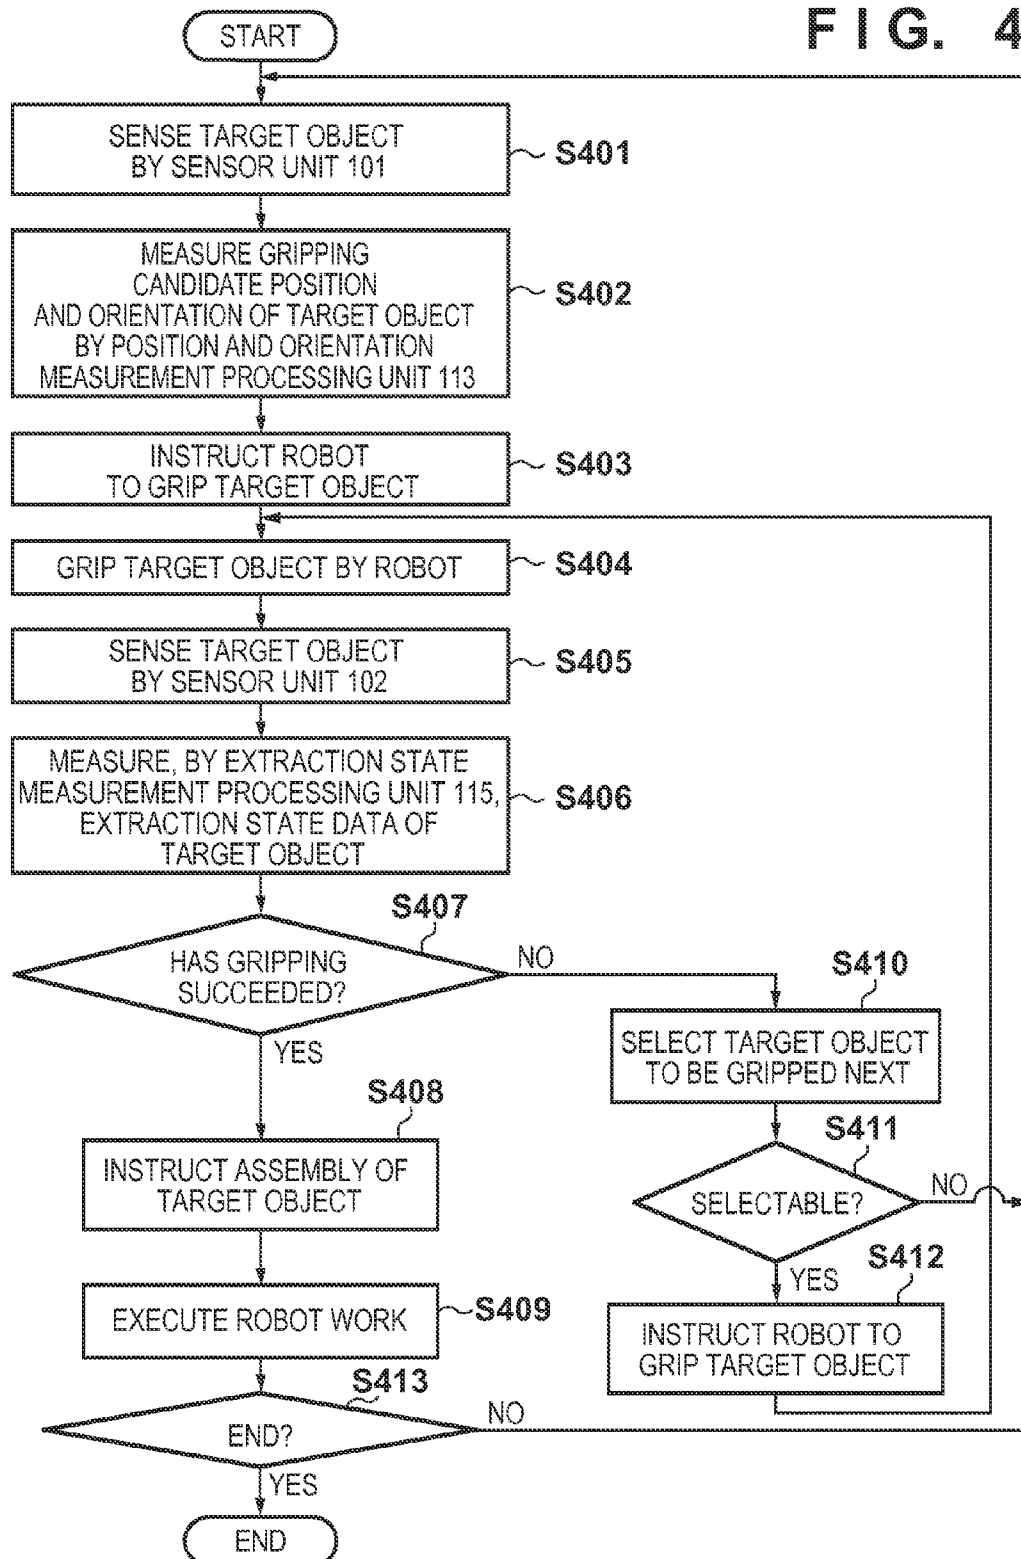 FIG. 4
START
SENSE TARGET OBJECT
BY SENSOR UNIT 101
S401
MEASURE GRIPPING
CANDIDATE POSITION
AND ORIENTATION OF TARGET OBJECT
BY POSITION AND ORIENTATION
MEASUREMENT PROCESSING UNIT 113
S402
INSTRUCT ROBOT
TO GRIP TARGET OBJECT
S403
GRIP TARGET OBJECT BY ROBOT
S404
SENSE TARGET OBJECT
BY SENSOR UNIT 102
S405
MEASURE, BY EXTRACTION STATE
MEASUREMENT PROCESSING UNIT 115,
EXTRACTION STATE DATA OF
TARGET OBJECT
S406
S407
HAS GRIPPING
SUCCEEDED?
NO
YES
S410
SELECT TARGET OBJECT
TO BE GRIPPED NEXT
S408
INSTRUCT ASSEMBLY OF
TARGET OBJECT
S411
SELECTABLE?
NO
YES
S412
INSTRUCT ROBOT TO
GRIP TARGET OBJECT
EXECUTE ROBOT WORK
S409
S413
END?
NO
YES
END